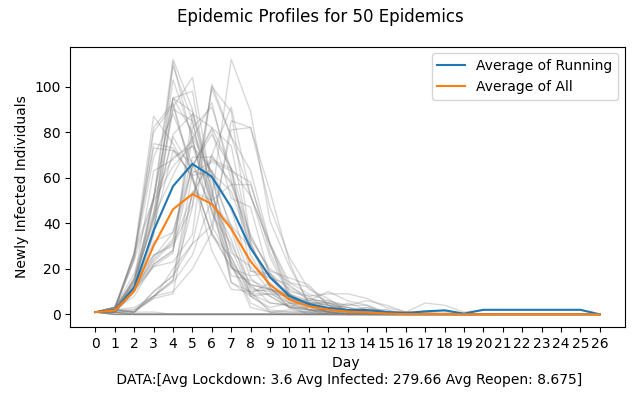 Epidemic Profiles for 50 Epidemics
Average of Running
Average of All
Newly Infected Individuals
100
80
60
40
20
0
0 1 2 3 4 5 6 7 8 9 10 11 12 13 14 15 16 17 18 19 20 21 22 23 24 25 26
Day
DATA:[Avg Lockdown: 3.6 Avg Infected: 279.66 Avg Reopen: 8.675]